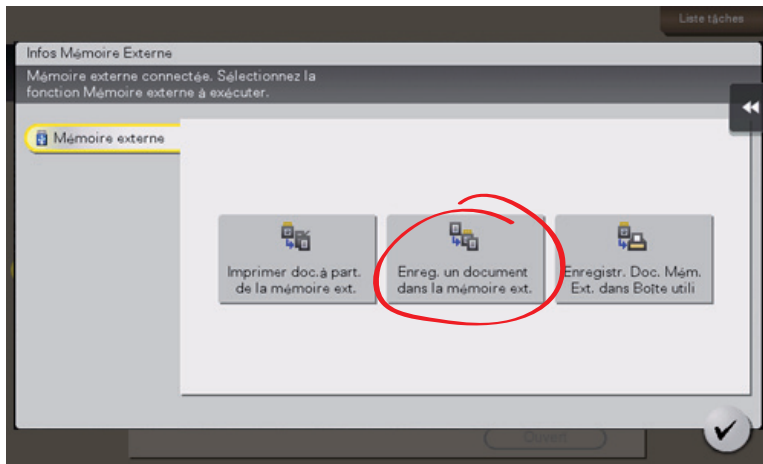 Liste tâches
Infos Mémoire Externe
Mémoire externe connectée. Sélectionnez la
fonction Mémoire externe à exécuter.
Mémoire externe
Imprimer doc.à part.
de la mémoire ext.
Enreg. un document
dans la mémoire ext.
Enregistr. Doc. Mém.
Ext. dans Boîte utili
Ouvert